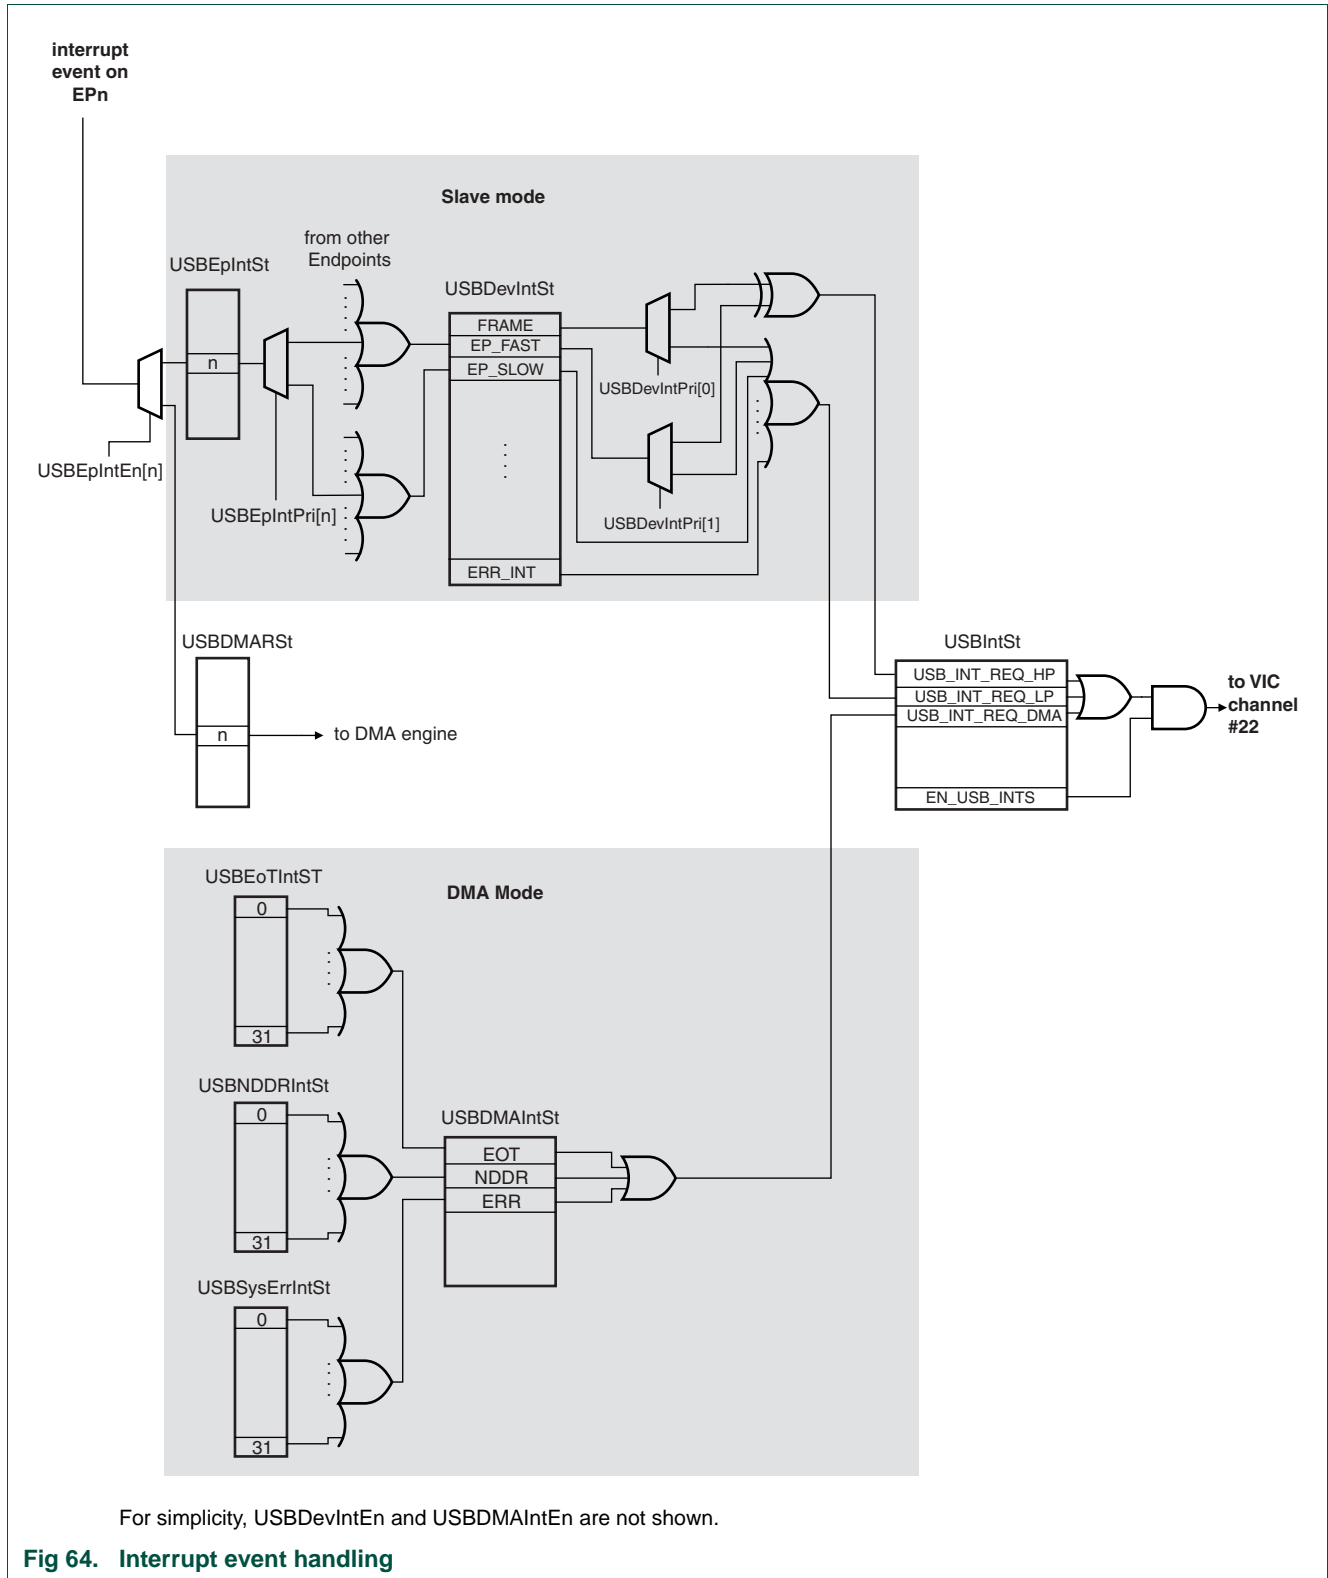 interrupt
event on
EPn
Slave mode
from other
Endpoints
USBEpIntSt
USBDevIntSt
FRAME
EP_FAST
n
EP_SLOW
USBDevIntPri[0]
USBEpIntEn[n]
USBEpIntPri[n]
USBDevIntPri[1]
ERR_INT
USBDMARSt
n
to DMA engine
USBIntSt
USB_INT_REQ_HP
USB_INT_REQ_LP
USB_INT_REQ_DMA
EN_USB_INTS
to VIC
channel
#22
USBEoTIntST
DMA Mode
0
31
USBNDDRIntSt
0
31
USBDMAIntSt
EOT
NDDR
ERR
USBSysErrIntSt
0
31
For simplicity, USBDevIntEn and USBDMAIntEn are not shown.
Fig 64. Interrupt event handling